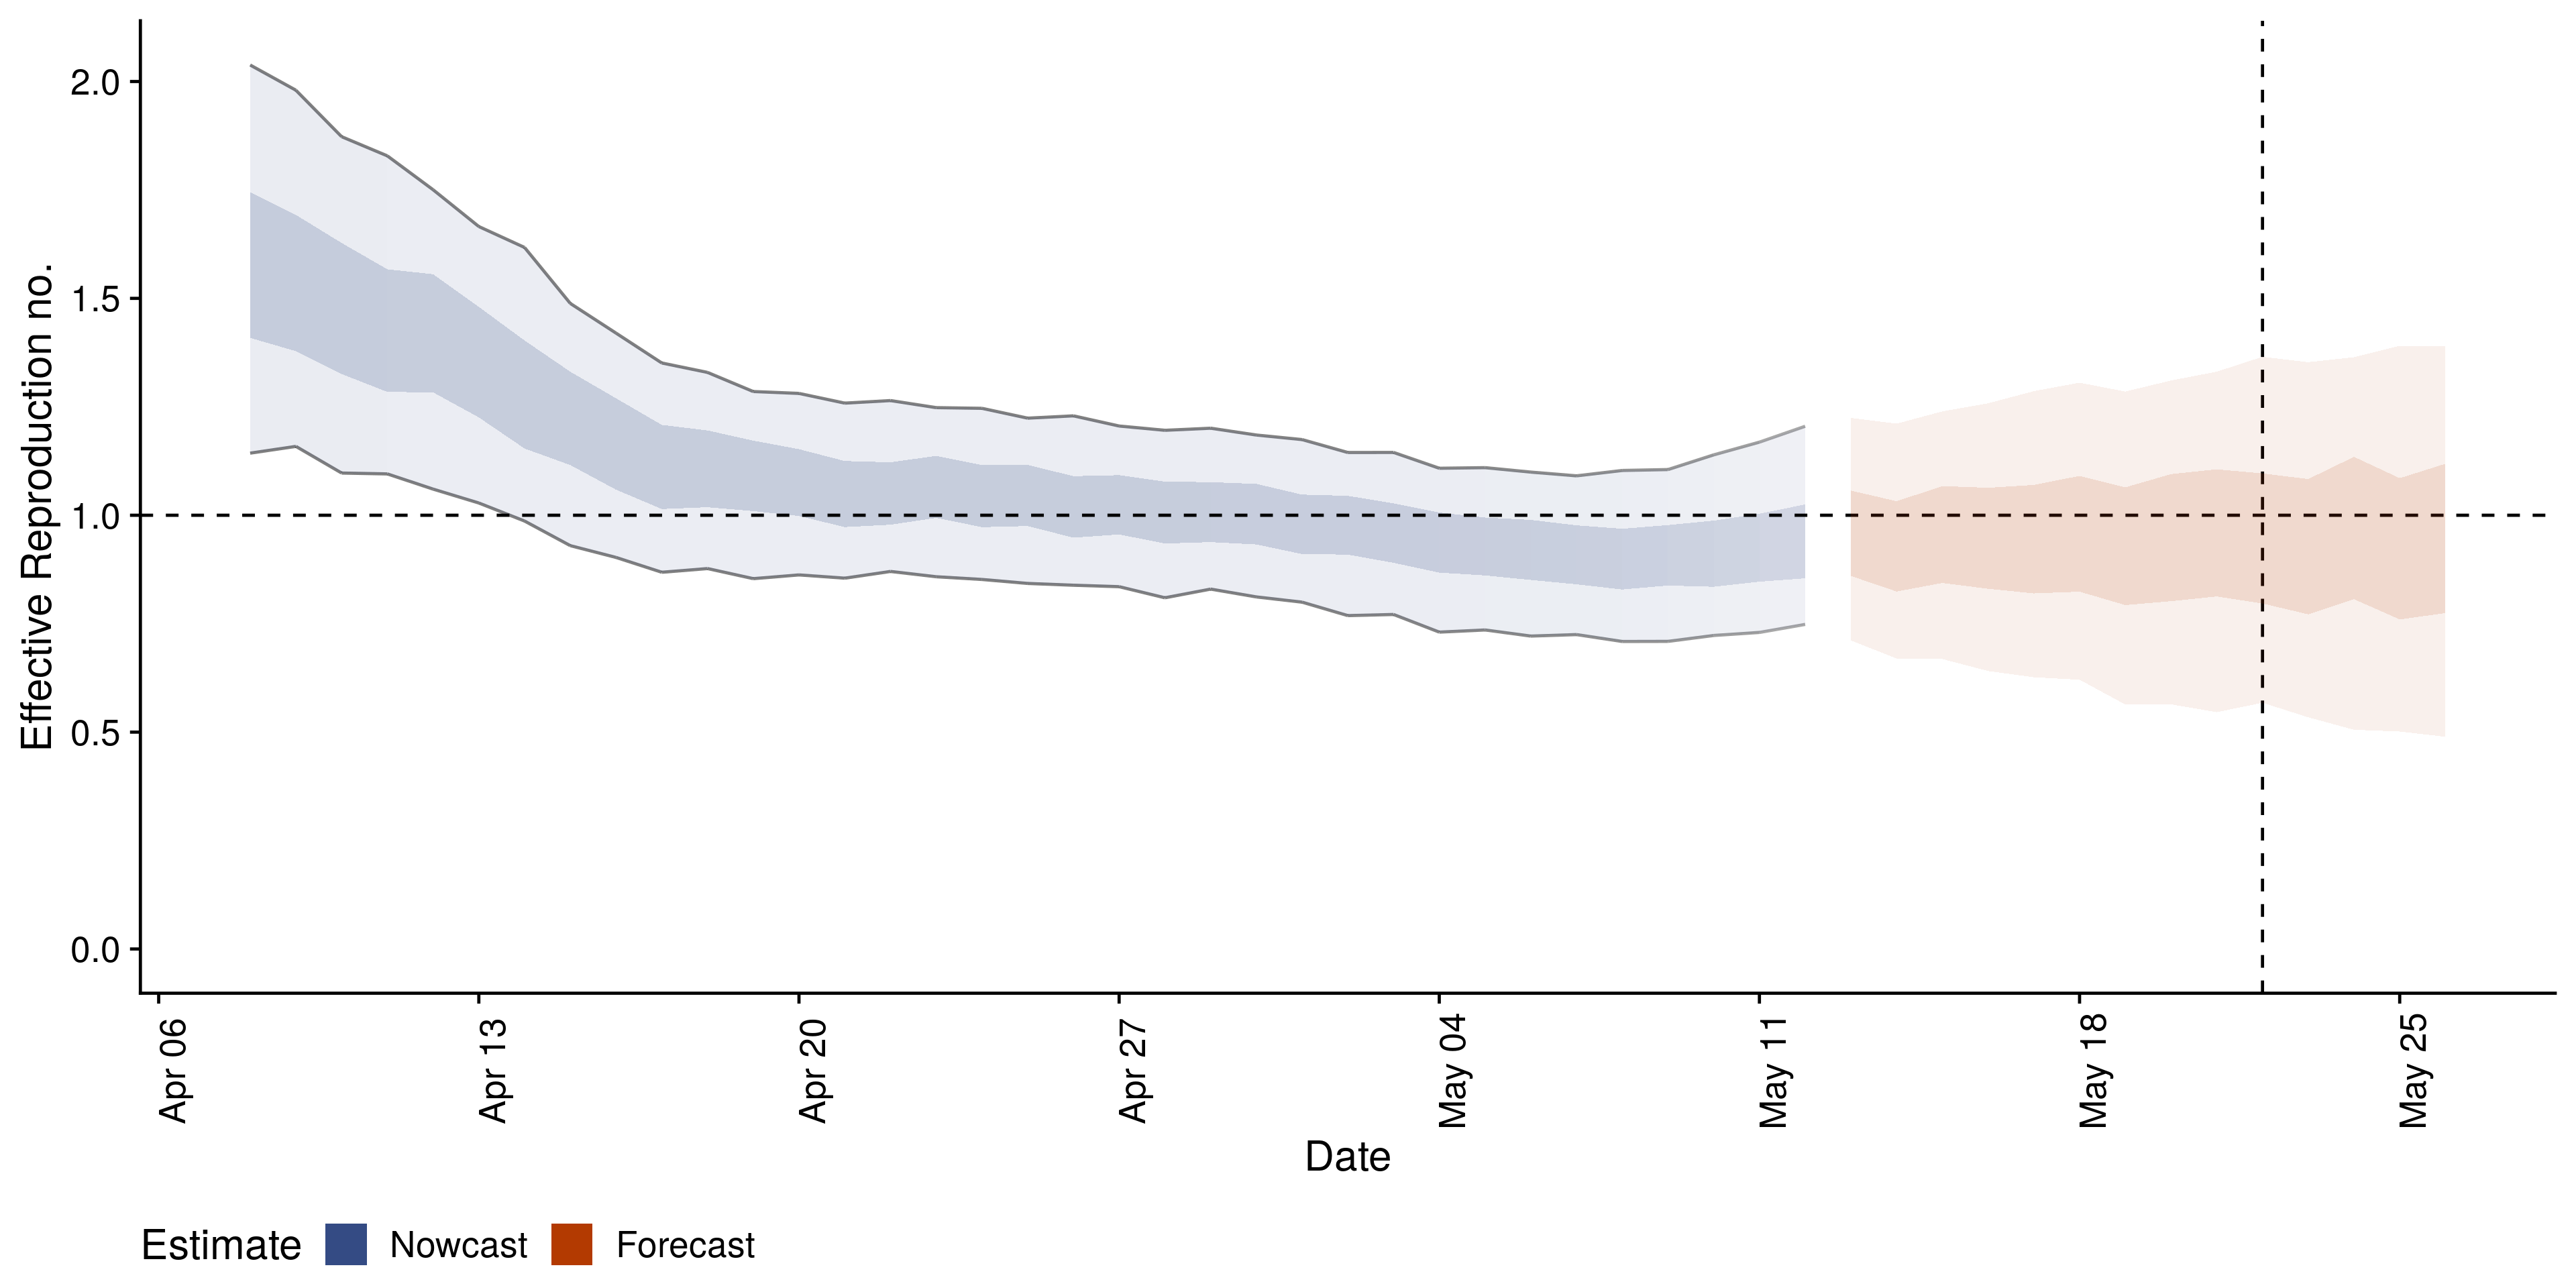 Effective Reproduction no.
2.0
1.5
1.0
0.5
0.0
Apr 06
Apr 13
Apr 20
Apr 27
May 04
May 11
May 18
May 25
Date
Estimate Nowcast Forecast